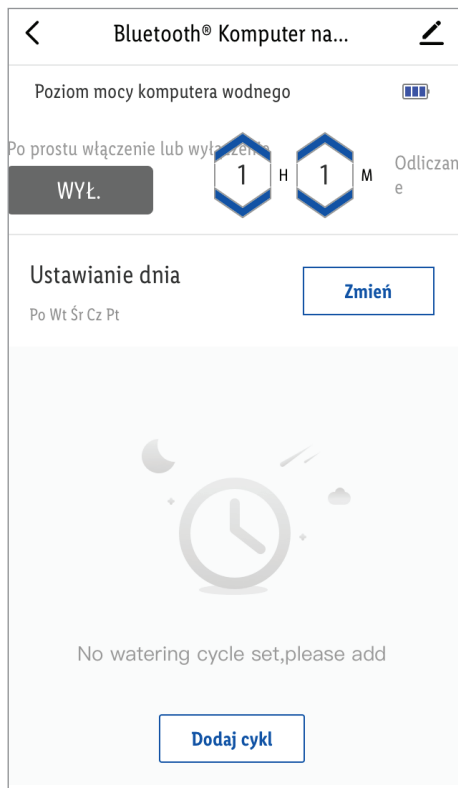 Bluetooth® Komputer na...
Poziom mocy komputera wodnego
Po prostu włączenie lub wyłączenie
WYŁ.
1 H 1 M
Odliczan
e
Ustawianie dnia
Po Wt Śr Cz Pt
Zmień
No watering cycle set,please add
Dodaj cykl